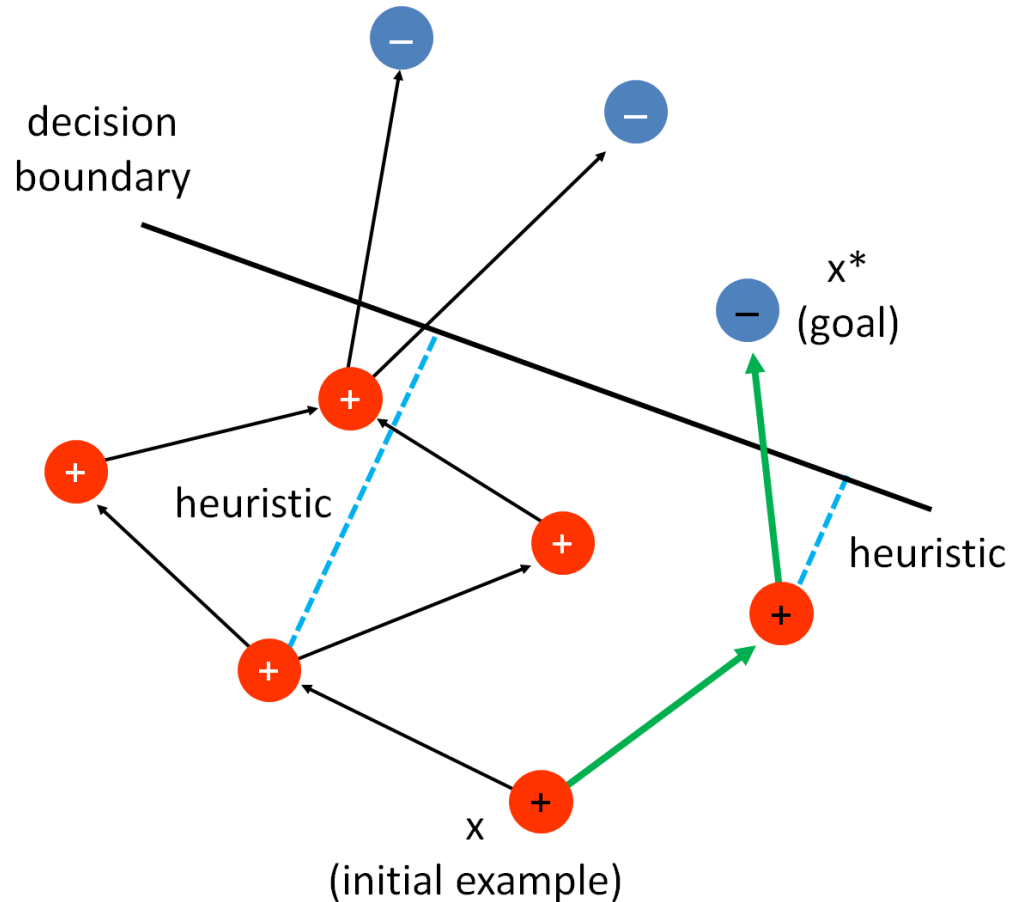 −
−
decision
boundary
x*
(goal)
−
+
+
heuristic
+
heuristic
+
+
+
x
(initial example)